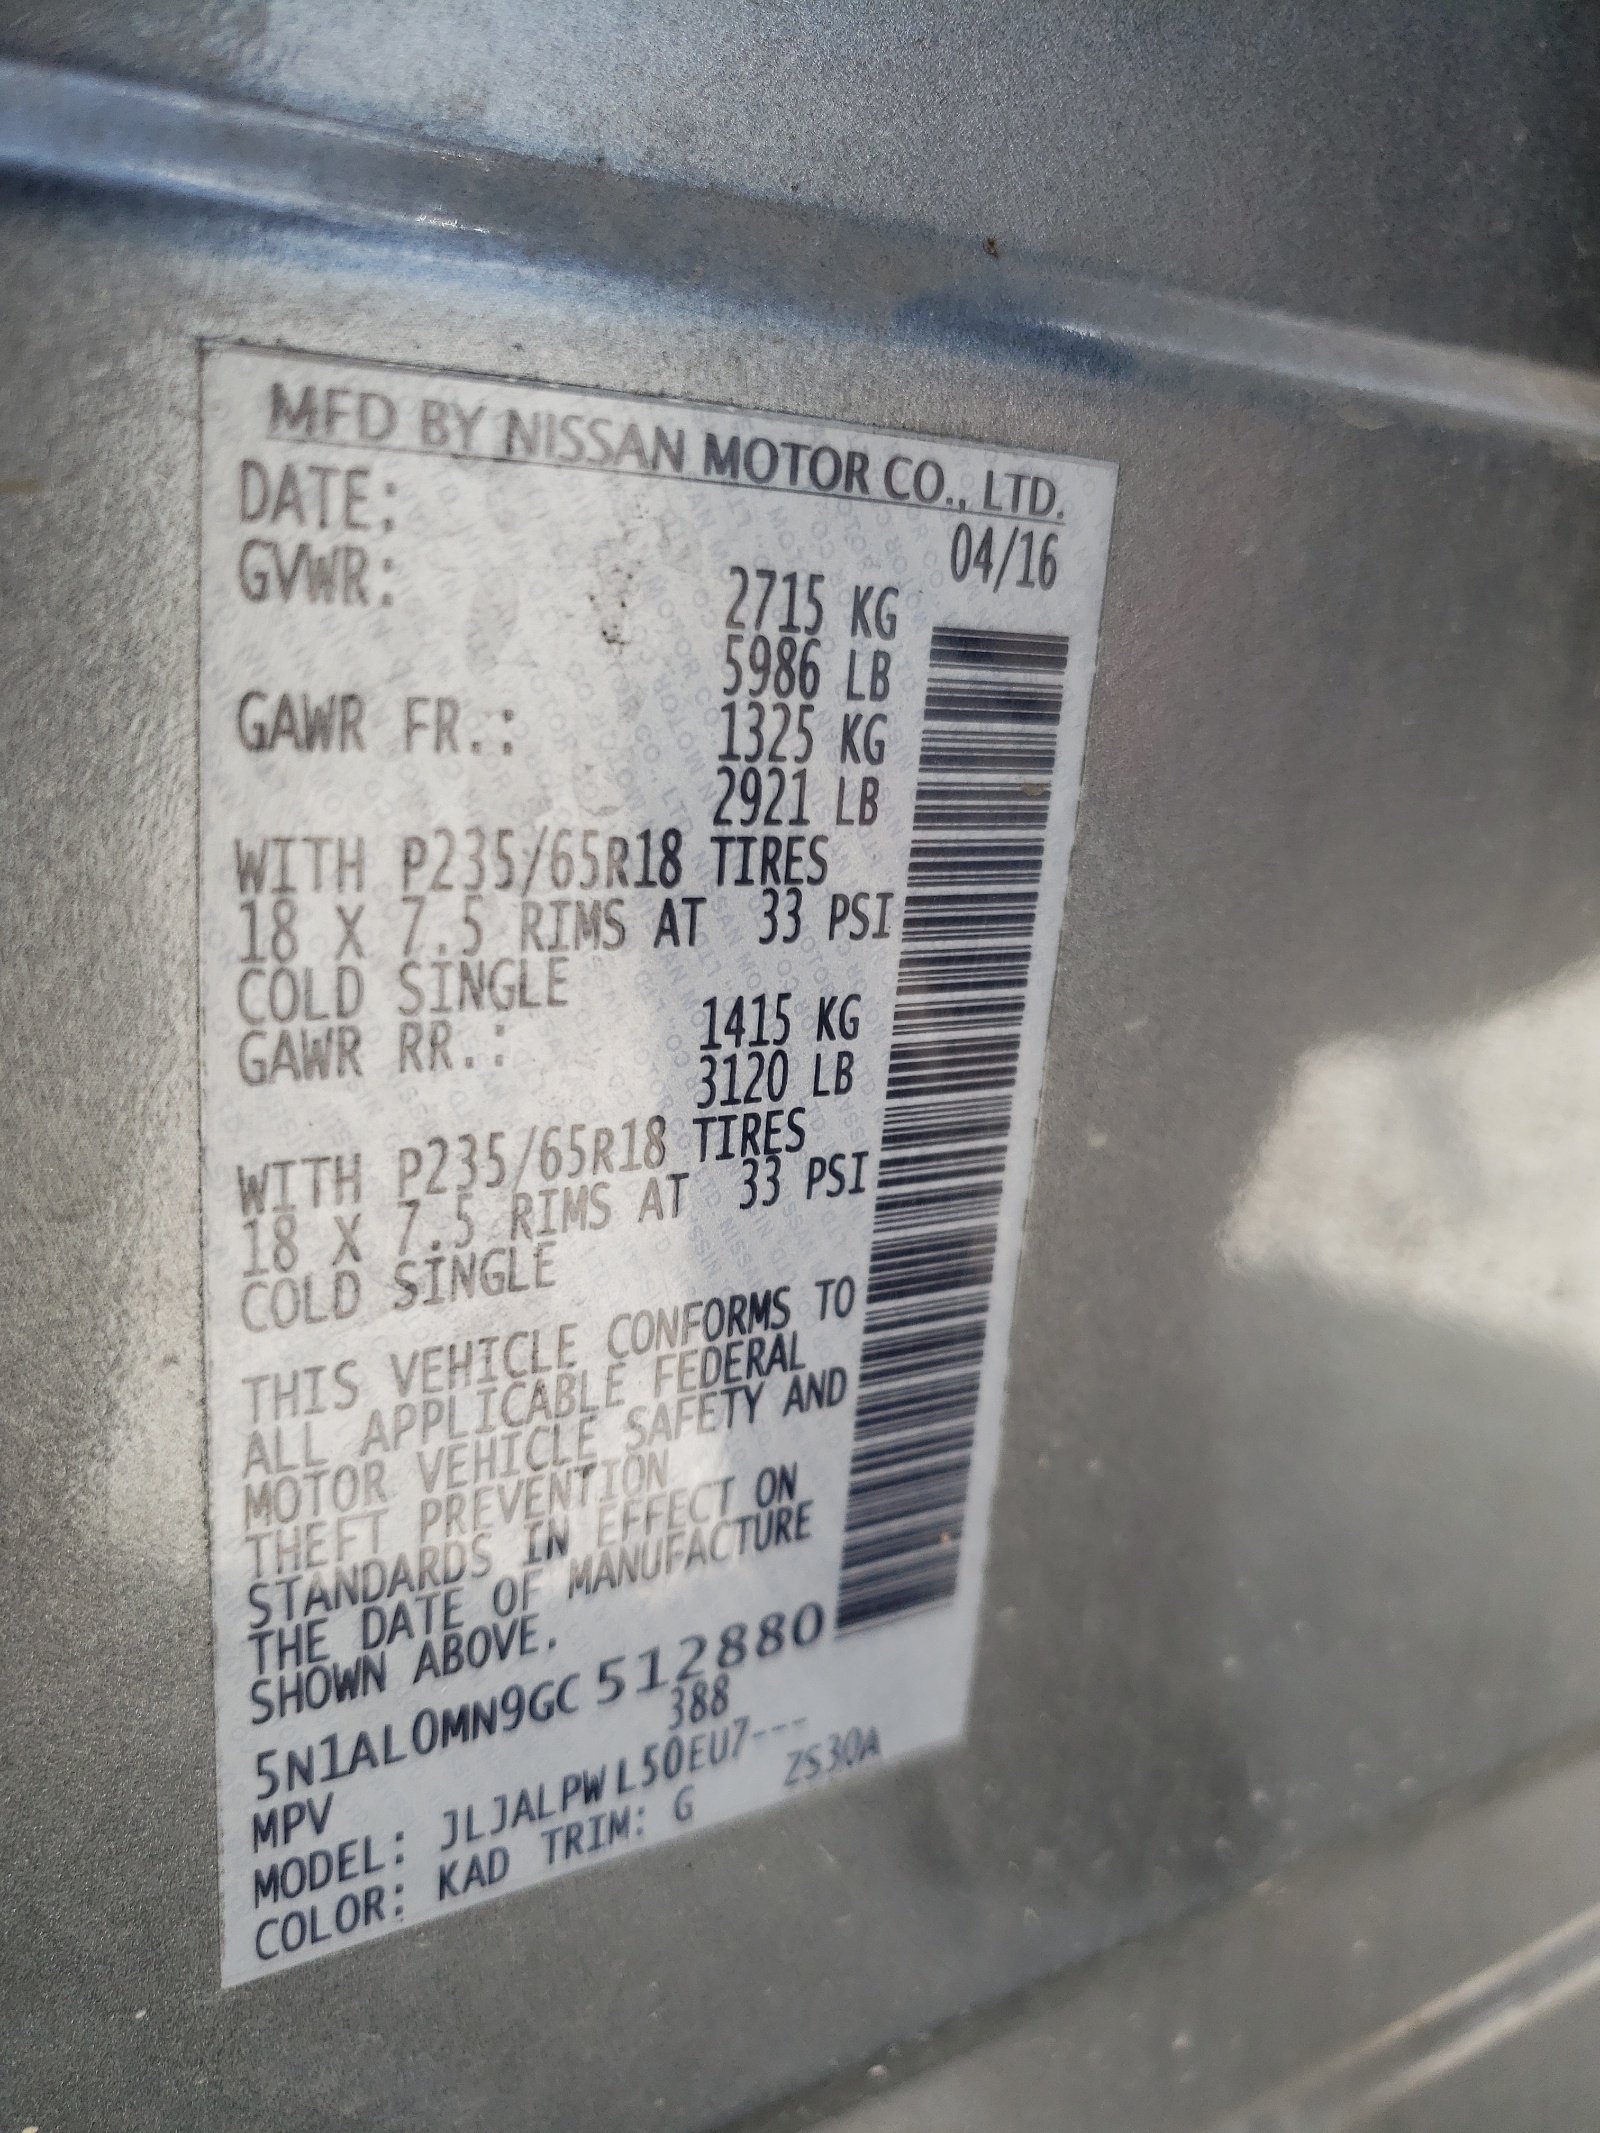 MFD BY NISSAN MOTOR CO., LTD.
DATE: 04/16
GVWR: 2715 KG
5986 LB
GAWR FR.: 1325 KG
2921 LB
WITH P235/65R18 TIRES
18 X 7.5 RIMS AT 33 PSI
COLD SINGLE
GAWR RR.: 1415 KG
3120 LB
WITH P235/65R18 TIRES
18 X 7.5 RIMS AT 33 PSI
COLD SINGLE
THIS VEHICLE CONFORMS TO
ALL APPLICABLE FEDERAL
MOTOR VEHICLE SAFETY AND
THEFT PREVENTION
STANDARDS IN EFFECT ON
THE DATE OF MANUFACTURE
SHOWN ABOVE.
5N1AL0MN9GC512880
MPV 388
MODEL: JLJALPWL50EU7---
COLOR: KAD TRIM: G ZS30A